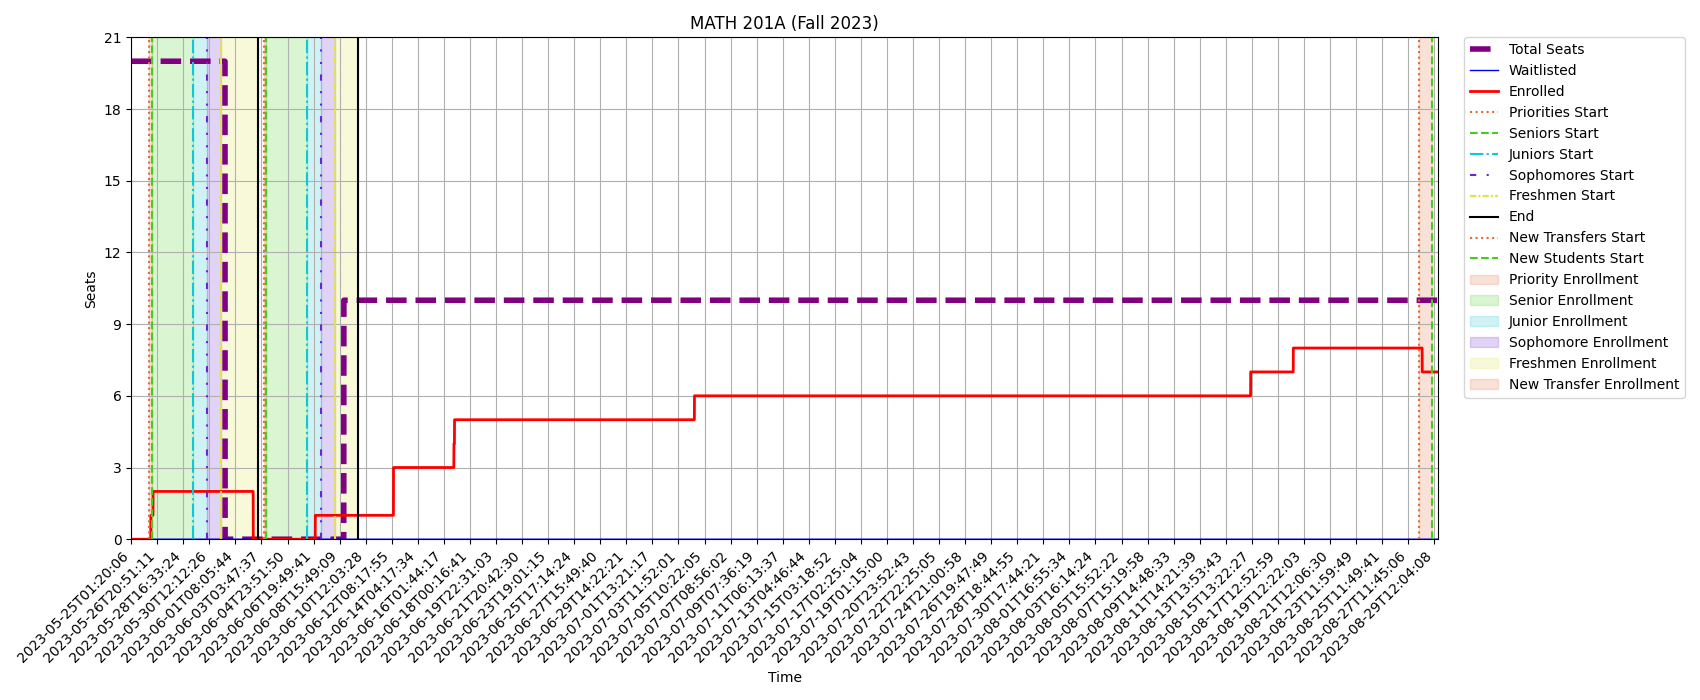 MATH 201A (Fall 2023)
Seats
21
18
15
12
9
6
3
0
2023-05-25T01:20:06
2023-05-26T20:51:11
2023-05-28T16:33:24
2023-05-30T12:12:26
2023-06-01T08:05:44
2023-06-03T03:47:37
2023-06-04T23:51:50
2023-06-06T19:49:41
2023-06-08T15:49:09
2023-06-10T12:03:28
2023-06-12T08:17:55
2023-06-14T04:17:34
2023-06-16T01:44:17
2023-06-18T00:16:41
2023-06-19T22:31:03
2023-06-21T20:42:30
2023-06-23T19:01:15
2023-06-25T17:14:24
2023-06-27T15:49:40
2023-06-29T14:22:21
2023-07-01T13:21:17
2023-07-03T11:52:01
2023-07-05T10:22:05
2023-07-07T08:56:02
2023-07-09T07:36:19
2023-07-11T06:13:37
2023-07-13T04:46:44
2023-07-15T03:18:52
2023-07-17T02:25:04
2023-07-19T01:15:00
2023-07-20T23:52:43
2023-07-22T22:25:05
2023-07-24T21:00:58
2023-07-26T19:47:49
2023-07-28T18:44:55
2023-07-30T17:44:21
2023-08-01T16:55:34
2023-08-03T16:14:24
2023-08-05T15:52:22
2023-08-07T15:19:58
2023-08-09T14:48:33
2023-08-11T14:21:39
2023-08-13T13:53:43
2023-08-15T13:22:27
2023-08-17T12:52:59
2023-08-19T12:22:03
2023-08-21T12:06:30
2023-08-23T11:59:49
2023-08-25T11:49:41
2023-08-27T11:45:06
2023-08-29T12:04:08
Time
Total Seats
Waitlisted
Enrolled
Priorities Start
Seniors Start
Juniors Start
Sophomores Start
Freshmen Start
End
New Transfers Start
New Students Start
Priority Enrollment
Senior Enrollment
Junior Enrollment
Sophomore Enrollment
Freshmen Enrollment
New Transfer Enrollment